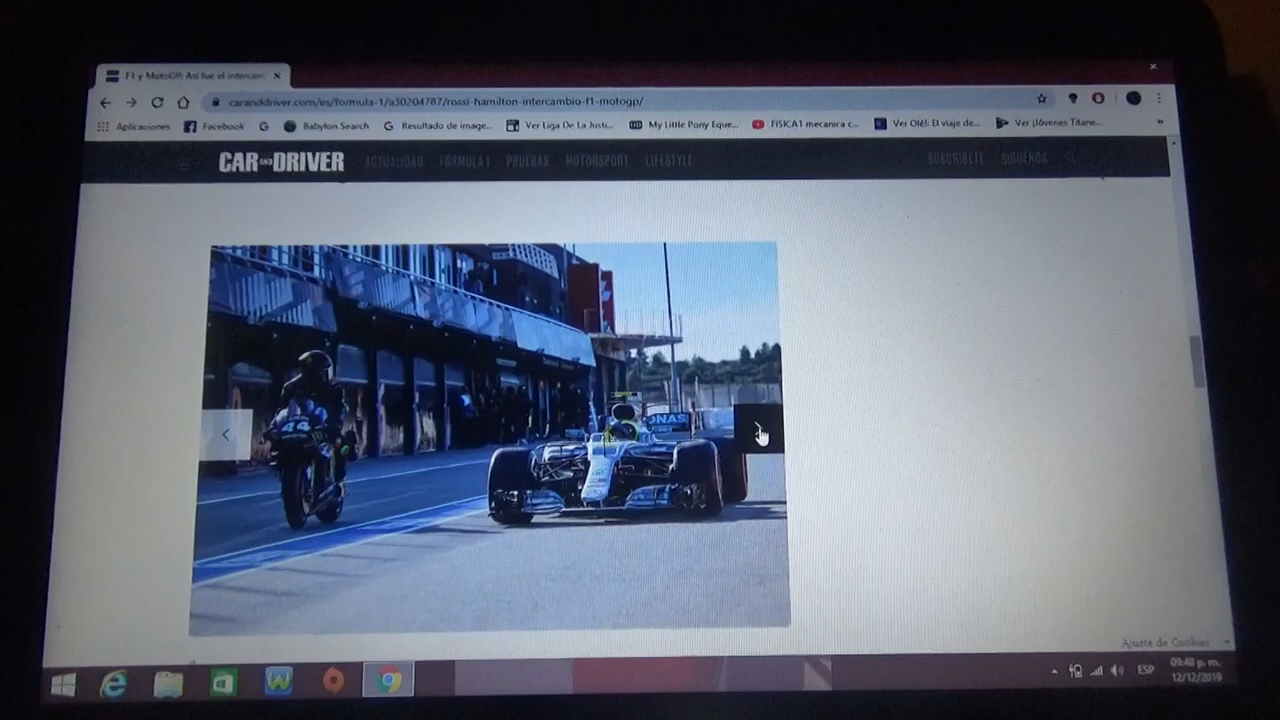 F1 y MotoGP: Así fue el intercam
caranddriver.com/es/formula-1/a30204787/rossi-hamilton-intercambio-f1-motogp/
Aplicaciones Facebook Babylon Search Resultado de image... Ver Liga De La Justi... My Little Pony Eque... FISICA1 mecanica c... Ver Olé!: El viaje de... Ver ¡Jóvenes Titane...
CAR AND DRIVER ACTUALIDAD FÓRMULA 1 PRUEBAS MOTORSPORT LIFESTYLE SUSCRÍBETE SÍGUENOS
44
ONAS
Ajuste de Cookies
ESP
09:48 p. m.
12/12/2019